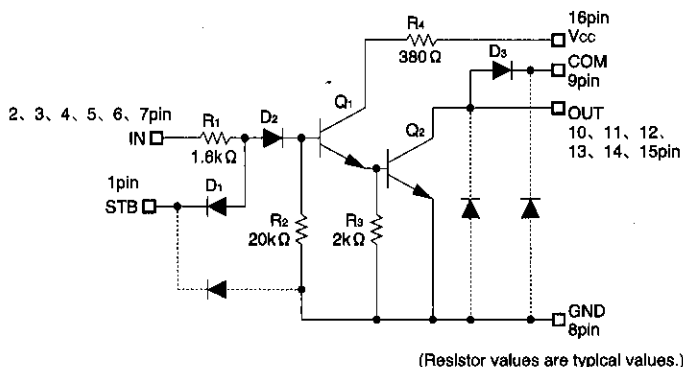 16pin
Vcc
R4
380Ω
D3
COM
9pin
OUT
10、11、12、
13、14、15pin
Q1
Q2
2、3、4、5、6、7pin
IN
R1
1.6kΩ
D2
1pin
STB
D1
R2
20kΩ
R3
2kΩ
GND
8pin
(Resistor values are typical values.)